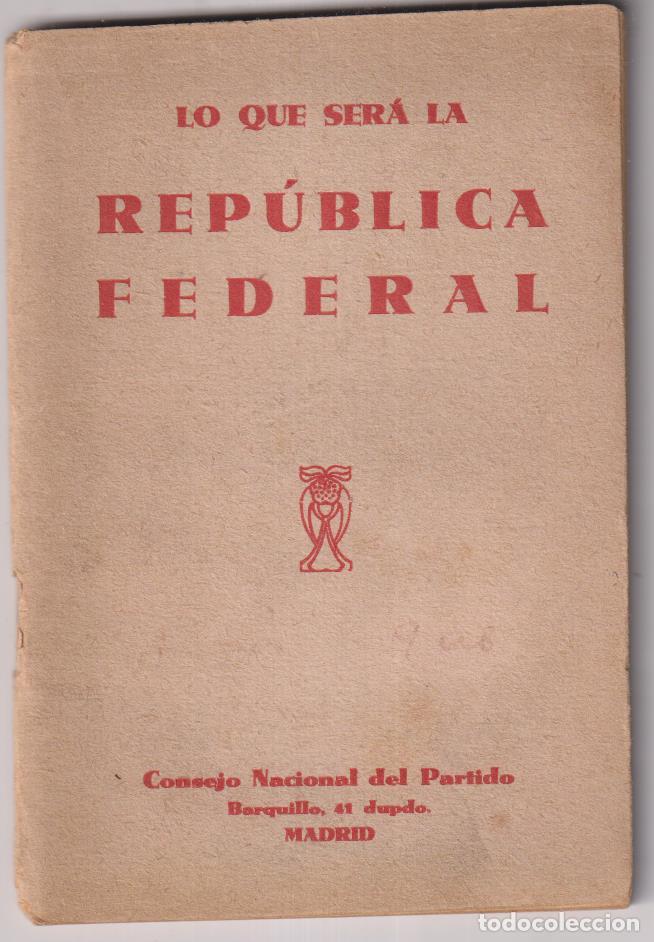 LO QUE SERÁ LA
REPÚBLICA
FEDERAL
Consejo Nacional del Partido
Barquillo, 41 dupdo.
MADRID
todocoleccion